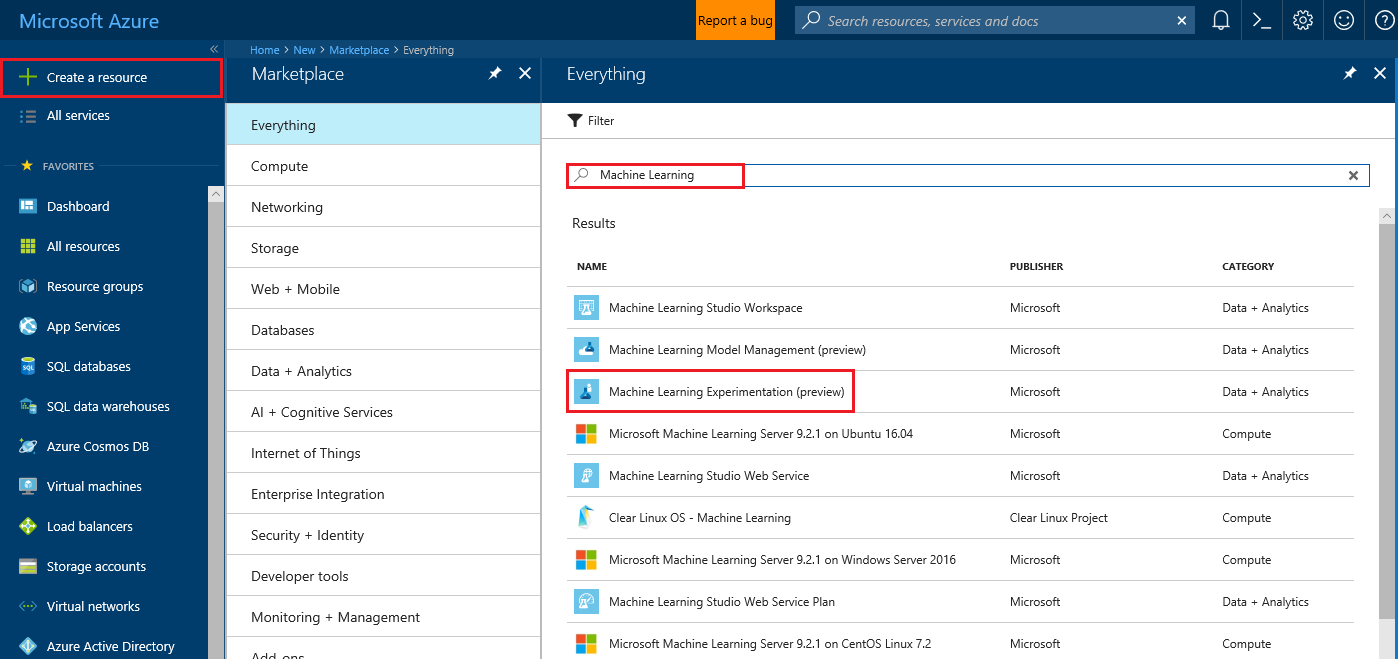 Microsoft Azure
Report a bug
Search resources, services and docs
Create a resource
All services
FAVORITES
Dashboard
All resources
Resource groups
App Services
SQL databases
SQL data warehouses
Azure Cosmos DB
Virtual machines
Load balancers
Storage accounts
Virtual networks
Azure Active Directory
Home > New > Marketplace > Everything
Marketplace
Everything
Compute
Networking
Storage
Web + Mobile
Databases
Data + Analytics
AI + Cognitive Services
Internet of Things
Enterprise Integration
Security + Identity
Developer tools
Monitoring + Management
Add-ons
Everything
Filter
Machine Learning
Results
NAME PUBLISHER CATEGORY
Machine Learning Studio Workspace Microsoft Data + Analytics
Machine Learning Model Management (preview) Microsoft Data + Analytics
Machine Learning Experimentation (preview) Microsoft Data + Analytics
Microsoft Machine Learning Server 9.2.1 on Ubuntu 16.04 Microsoft Compute
Machine Learning Studio Web Service Microsoft Data + Analytics
Clear Linux OS - Machine Learning Clear Linux Project Compute
Microsoft Machine Learning Server 9.2.1 on Windows Server 2016 Microsoft Compute
Machine Learning Studio Web Service Plan Microsoft Data + Analytics
Microsoft Machine Learning Server 9.2.1 on CentOS Linux 7.2 Microsoft Compute